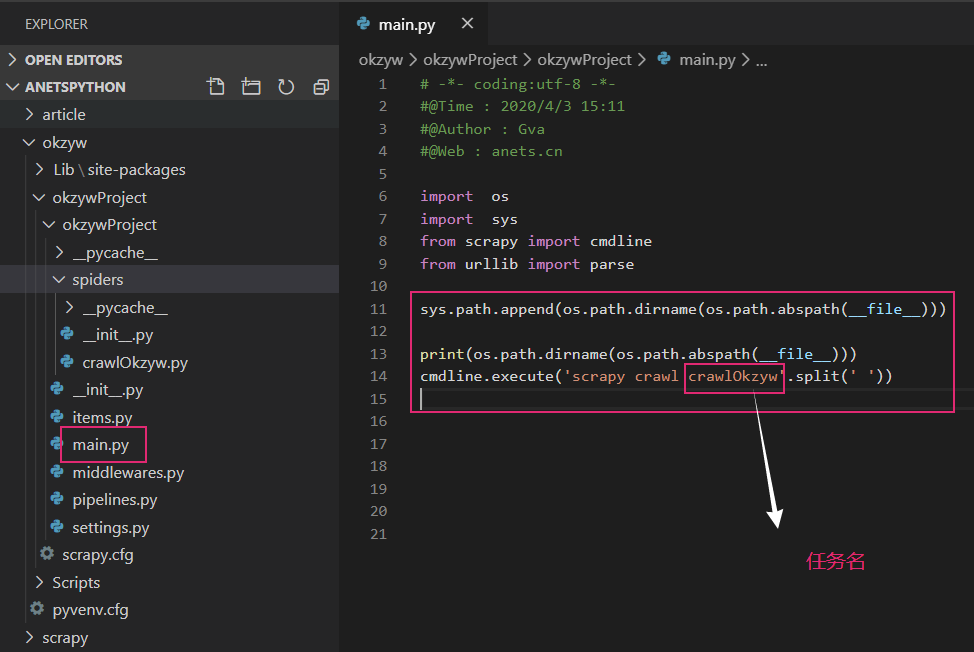 EXPLORER
OPEN EDITORS
ANETSPYTHON
article
okzyw
Lib \ site-packages
okzywProject
okzywProject
__pycache__
spiders
__pycache__
__init__.py
crawlOkzyw.py
__init__.py
items.py
main.py
middlewares.py
pipelines.py
settings.py
scrapy.cfg
Scripts
pyvenv.cfg
scrapy
main.py
okzyw > okzywProject > okzywProject > main.py > ...
1 # -*- coding:utf-8 -*-
2 #@Time : 2020/4/3 15:11
3 #@Author : Gva
4 #@Web : anets.cn
5
6 import  os
7 import  sys
8 from scrapy import cmdline
9 from urllib import parse
10
11 sys.path.append(os.path.dirname(os.path.abspath(__file__)))
12
13 print(os.path.dirname(os.path.abspath(__file__)))
14 cmdline.execute('scrapy crawl crawlOkzyw'.split(' '))
15
16
17
18
19
20
21
任务名